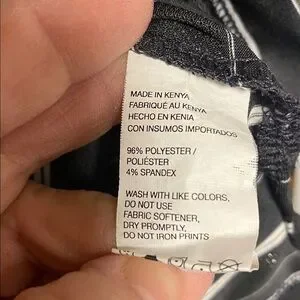 MADE IN KENYA
FABRIQUÉ AU KENYA
HECHO EN KENIA
CON INSUMOS IMPORTADOS
96% POLYESTER /
POLIÉSTER
4% SPANDEX
WASH WITH LIKE COLORS,
DO NOT USE
FABRIC SOFTENER,
DRY PROMPTLY,
DO NOT IRON PRINTS